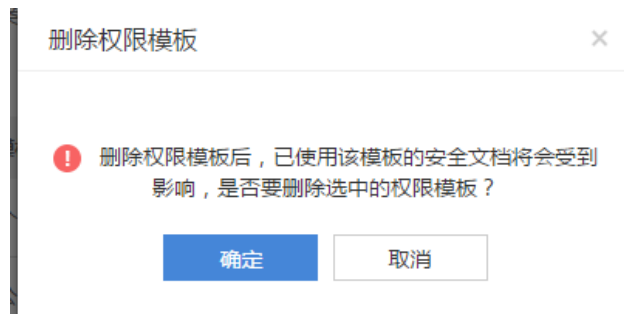 删除权限模板
删除权限模板后，已使用该模板的安全文档将会受到
影响，是否要删除选中的权限模板？
确定
取消